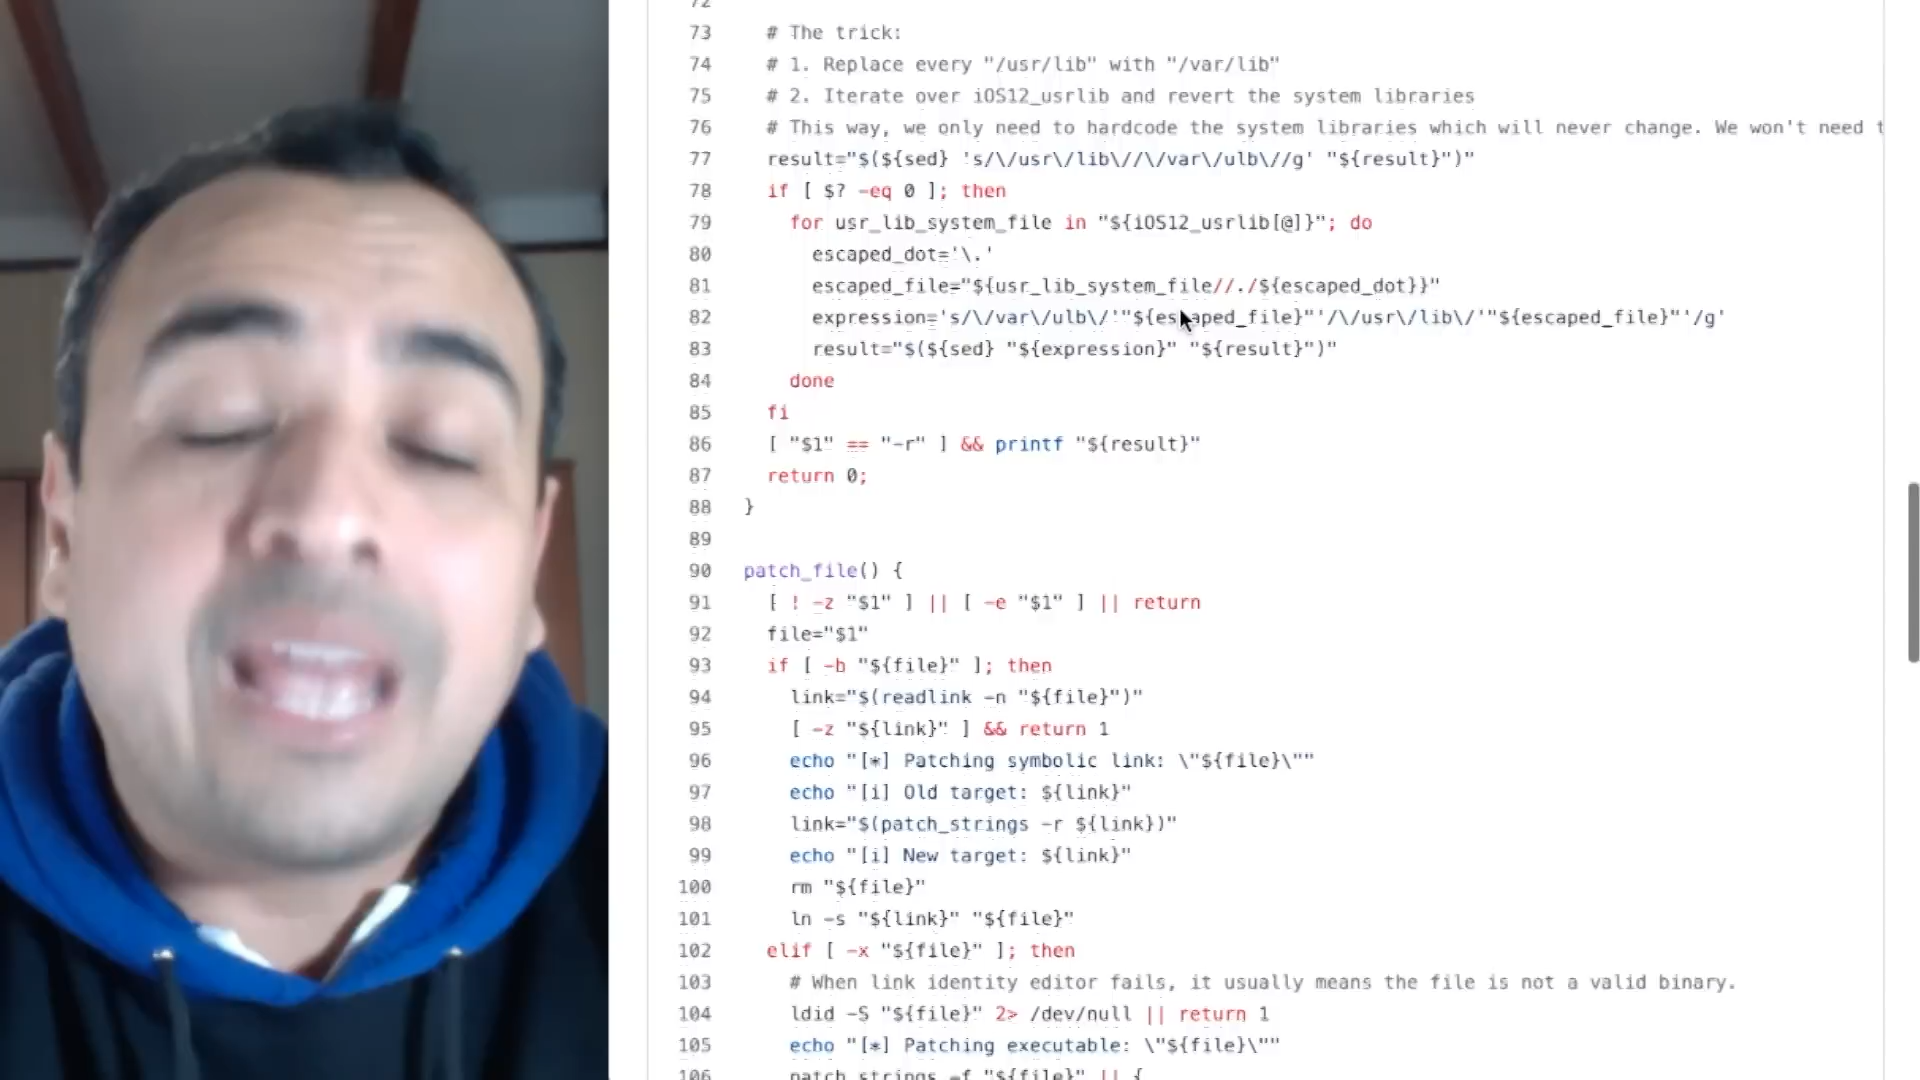 72
73 # The trick:
74 # 1. Replace every "/usr/lib" with "/var/lib"
75 # 2. Iterate over iOS12_usrlib and revert the system libraries
76 # This way, we only need to hardcode the system libraries which will never change. We won't need t
77 result="$(${sed} 's/\/usr\/lib\//\/var\/ulb\//g' "${result}")"
78 if [ $? -eq 0 ]; then
79 for usr_lib_system_file in "${iOS12_usrlib[@]}"; do
80 escaped_dot='\.'
81 escaped_file="${usr_lib_system_file//./${escaped_dot}}"
82 expression='s/\/var\/ulb\/'"${escaped_file}"'/\/usr\/lib\/'"${escaped_file}"'/g'
83 result="$(${sed} "${expression}" "${result}")"
84 done
85 fi
86 [ "$1" == "-r" ] && printf "${result}"
87 return 0;
88 }
89
90 patch_file() {
91 [ ! -z "$1" ] || [ -e "$1" ] || return
92 file="$1"
93 if [ -h "${file}" ]; then
94 link="$(readlink -n "${file}")"
95 [ -z "${link}" ] && return 1
96 echo "[*] Patching symbolic link: \"${file}\""
97 echo "[i] Old target: ${link}"
98 link="$(patch_strings -r ${link})"
99 echo "[i] New target: ${link}"
100 rm "${file}"
101 ln -s "${link}" "${file}"
102 elif [ -x "${file}" ]; then
103 # When link identity editor fails, it usually means the file is not a valid binary.
104 ldid -S "${file}" 2> /dev/null || return 1
105 echo "[*] Patching executable: \"${file}\""
106 patch_strings -f "${file}" || {